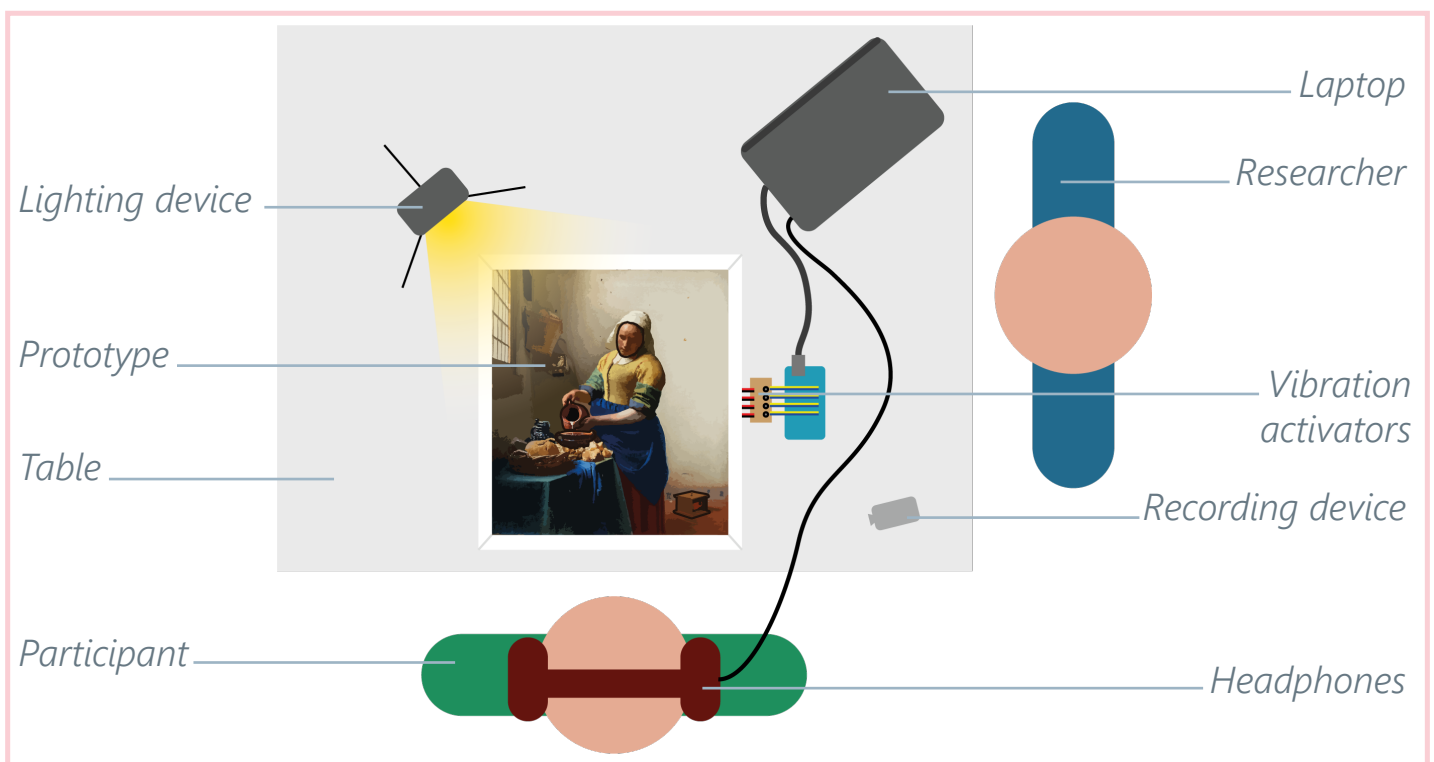 Laptop
Researcher
Lighting device
Prototype
Vibration
activators
Table
Recording device
Participant
Headphones